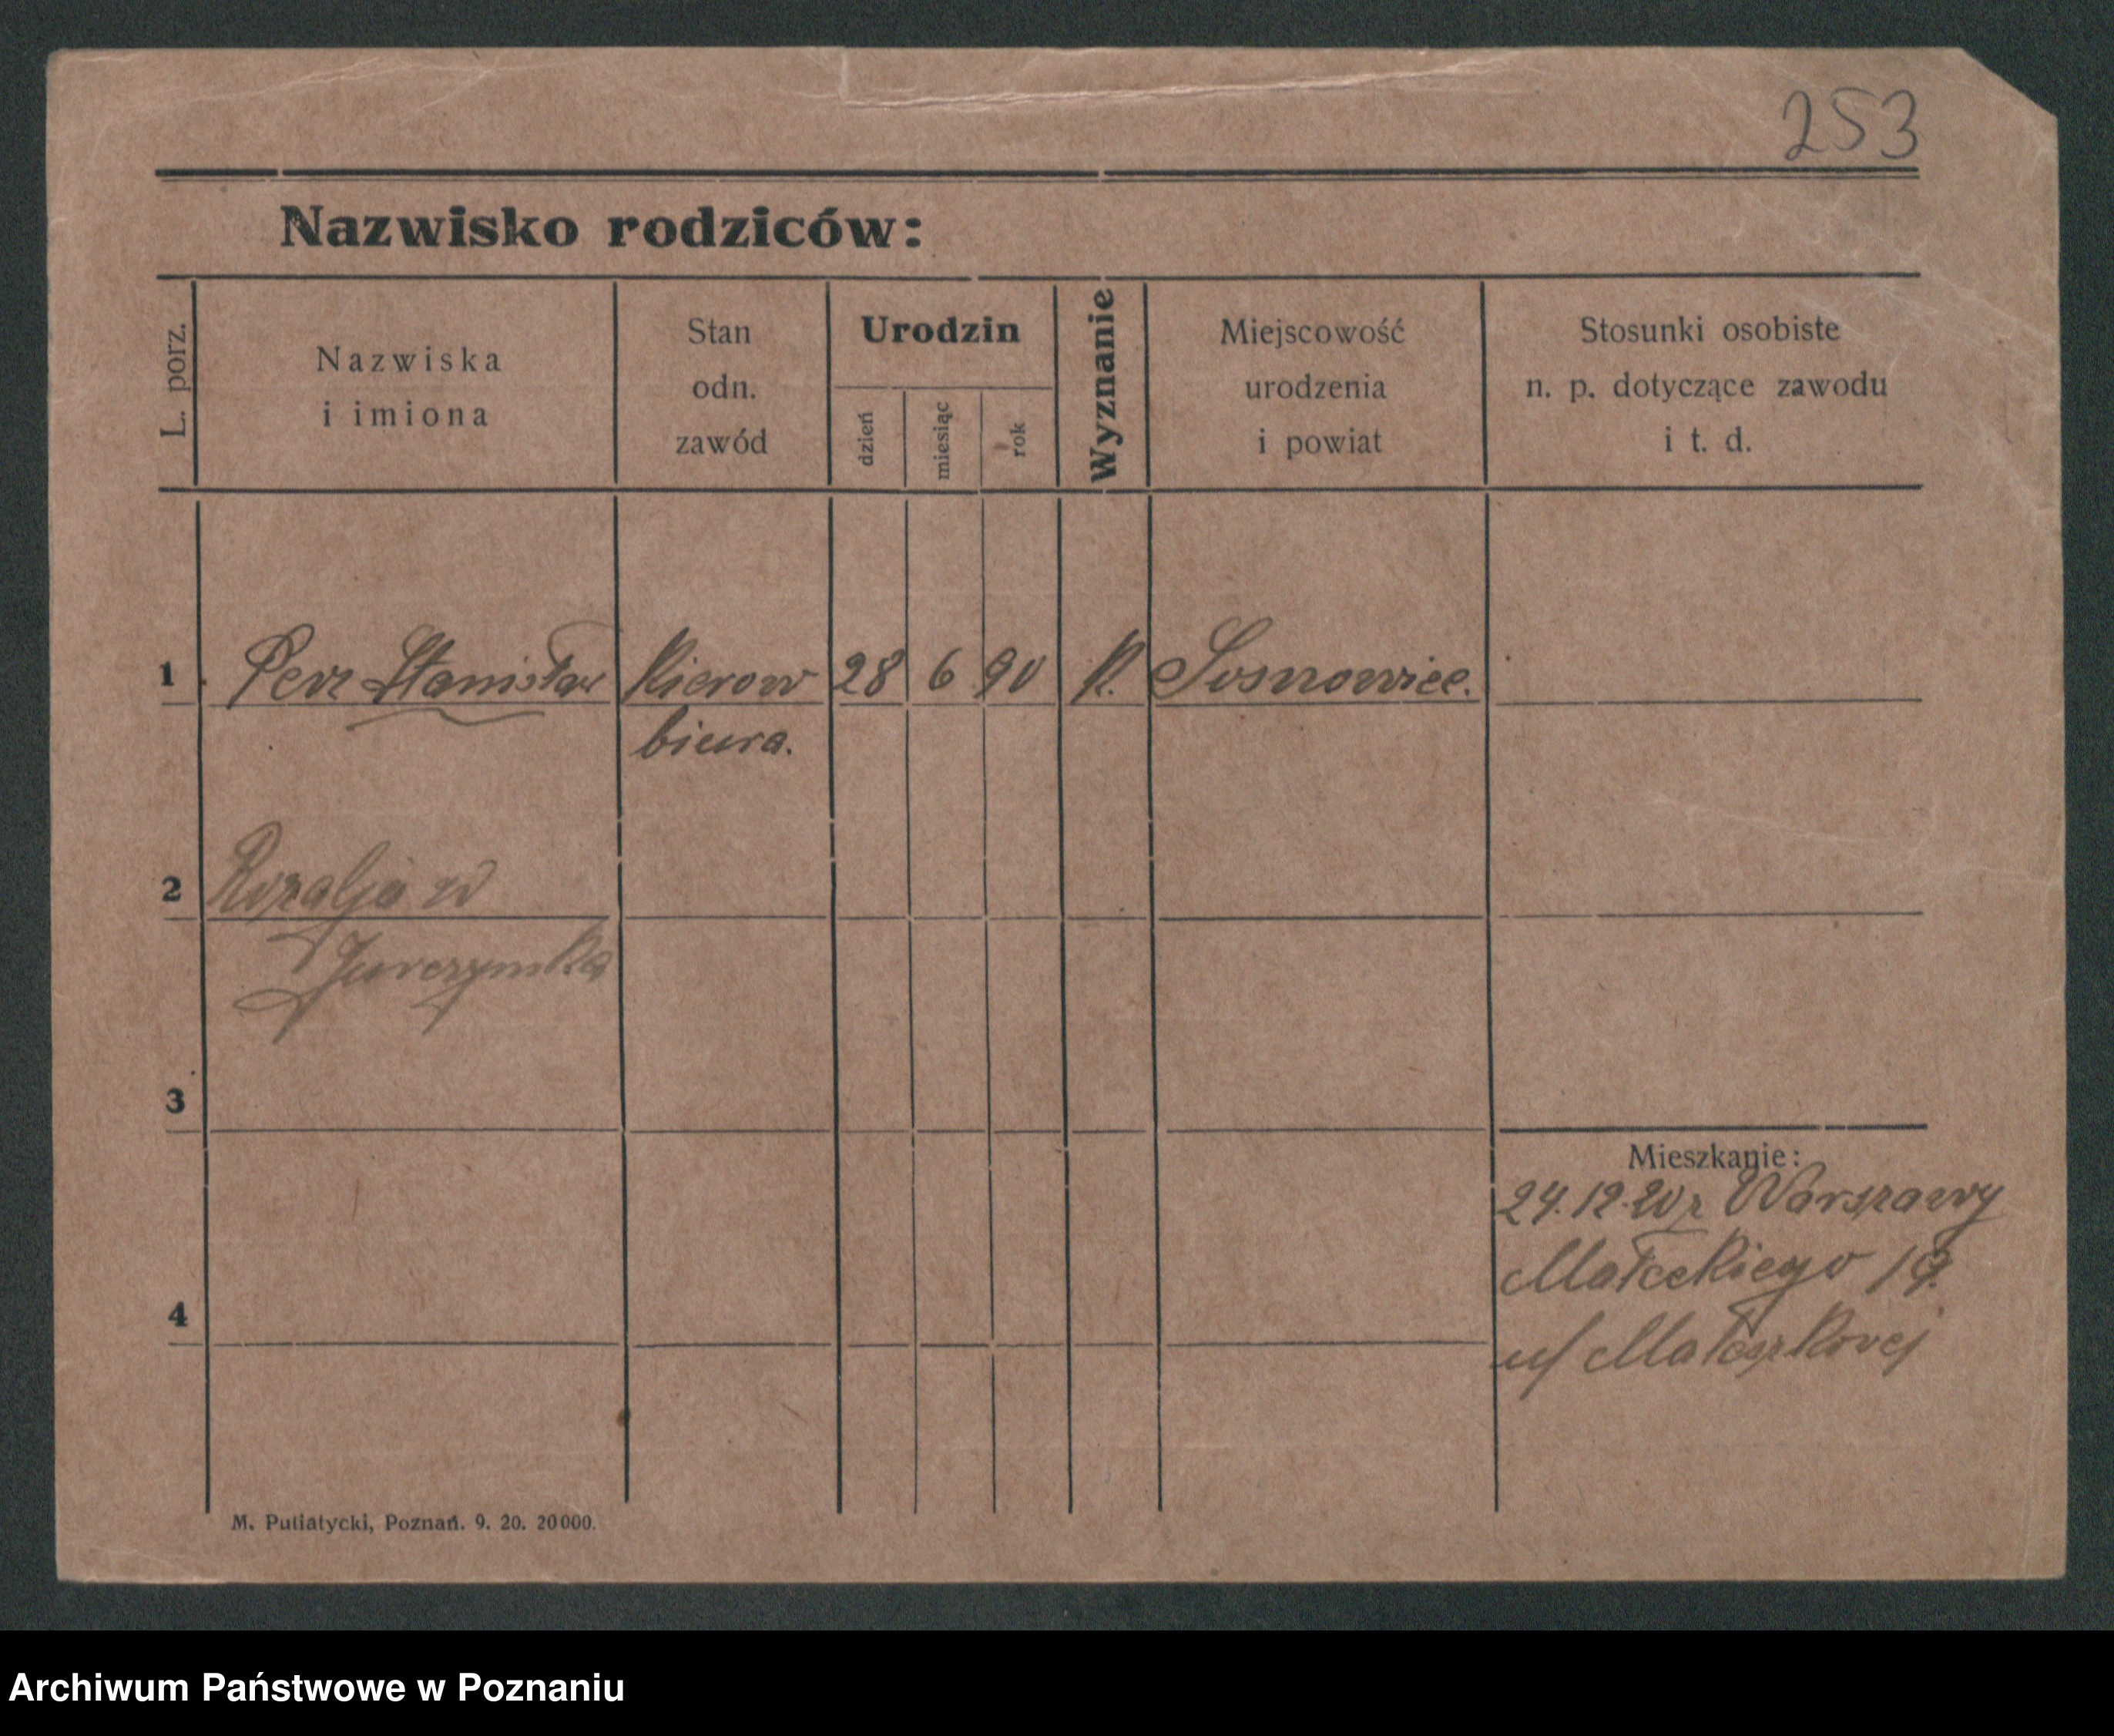 253
Nazwisko rodziców:
L. porz.
Nazwiska
i imiona
Stan
odn.
zawód
Urodzin
dzień
miesiąc
rok
Wyznanie
Miejscowość
urodzenia
i powiat
Stosunki osobiste
n. p. dotyczące zawodu
i t. d.
1 Perz Stanisław Kierow 28 6 90 K. Sosnowiec.
biura.
2 Rozalja
3
Mieszkanie:
24.12.20 z Warszawy
Małeckiego 19.
4
u/
M. Putiatycki, Poznań. 9. 20. 20000.
Archiwum Państwowe w Poznaniu